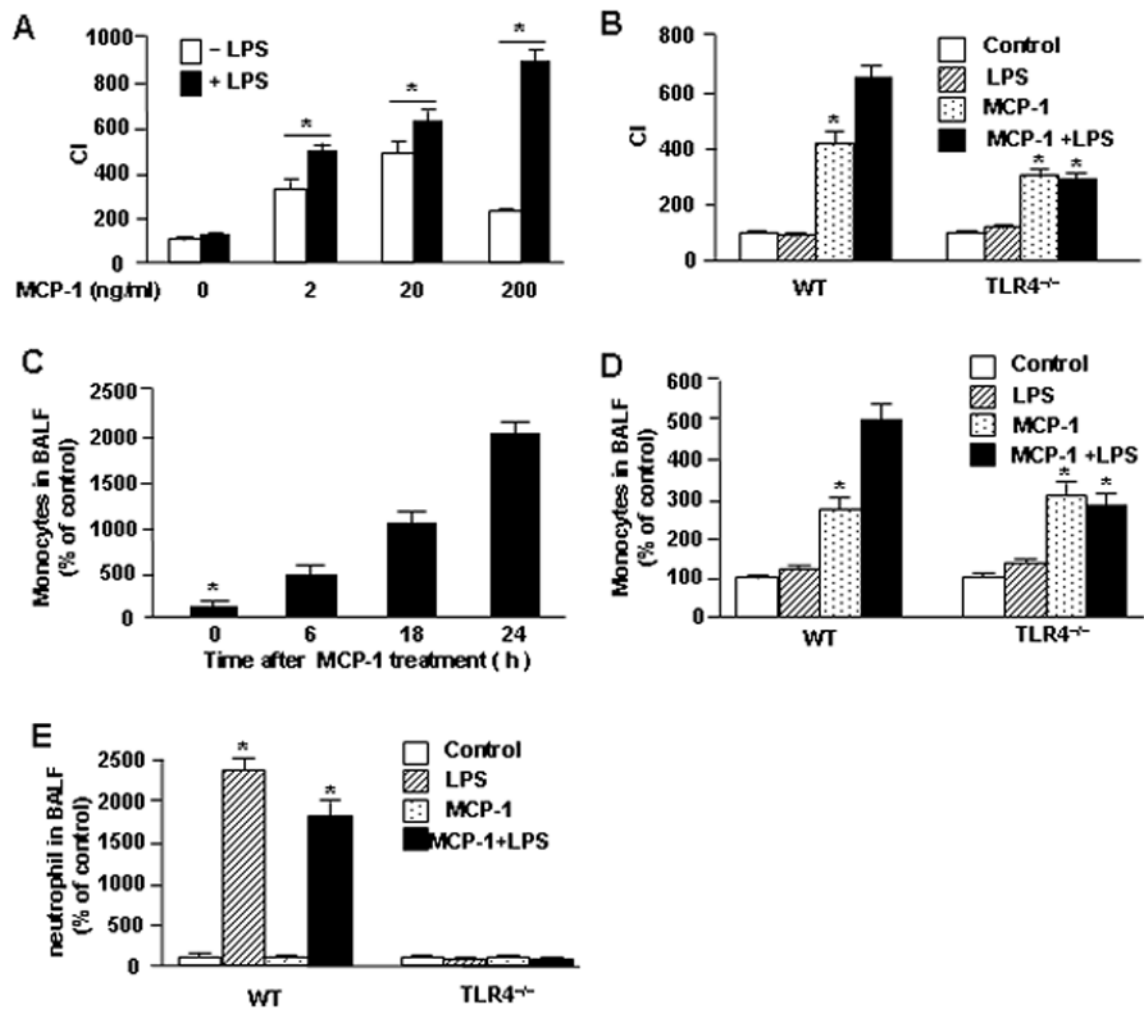 A
1000
800
600
400
200
0
CI
– LPS
+ LPS
*
*
*
MCP-1 (ng/ml) 0 2 20 200
B
800
600
400
200
0
CI
Control
LPS
MCP-1
MCP-1 +LPS
*
* *
WT TLR4–/–
C
2500
2000
1500
1000
500
0
Monocytes in BALF
(% of control)
*
0 6 18 24
Time after MCP-1 treatment ( h )
D
600
500
400
300
200
100
0
Monocytes in BALF
(% of control)
Control
LPS
MCP-1
MCP-1 +LPS
*
* *
WT TLR4–/–
E
2500
2000
1500
1000
500
0
neutrophil in BALF
(% of control)
Control
LPS
MCP-1
MCP-1+LPS
*
*
WT TLR4–/–